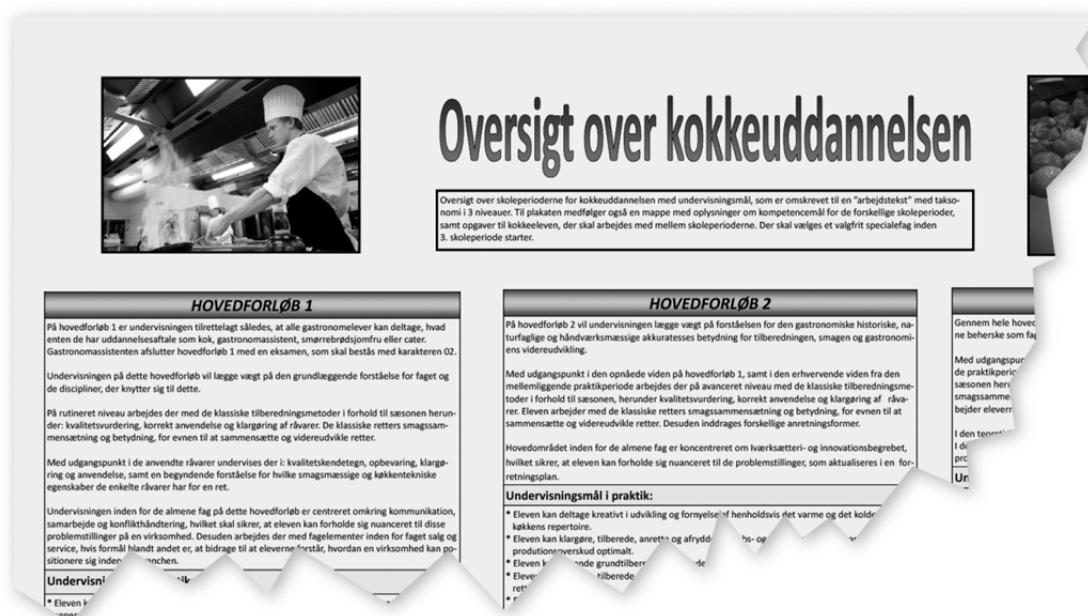 Oversigt over kokkeuddannelsen
Oversigt over skoleperioderne for kokkeuddannelsen med undervisningsmål, som er omskrevet til en "arbejdstekst" med takso-
nomi i 3 niveauer. Til plakaten medfølger også en mappe med oplysninger om kompetencemål for de forskellige skoleperioder,
samt opgaver til kokkeeleven, der skal arbejdes med mellem skoleperioderne. Der skal vælges et valgfrit specialefag inden
3. skoleperiode starter.
HOVEDFORLØB 1
På hovedforløb 1 er undervisningen tilrettelagt således, at alle gastronomelever kan deltage, hvad
enten de har uddannelsesaftale som kok, gastronomassistent, smørrebrødsjomfru eller cater.
Gastronomassistenten afslutter hovedforløb 1 med en eksamen, som skal bestås med karakteren 02.
Undervisningen på dette hovedforløb vil lægge vægt på den grundlæggende forståelse for faget og
de discipliner, der knytter sig til dette.
På rutineret niveau arbejdes der med de klassiske tilberedningsmetoder i forhold til sæsonen herun-
der: kvalitetsvurdering, korrekt anvendelse og klargøring af råvarer. De klassiske retters smagssam-
mensætning og betydning, for evnen til at sammensætte og videreudvikle retter.
Med udgangspunkt i de anvendte råvarer undervises der i: kvalitetskendetegn, opbevaring, klargø-
ring og anvendelse, samt en begyndende forståelse for hvilke smagsmæssige og køkkentekniske
egenskaber de enkelte råvarer har for en ret.
Undervisningen inden for de almene fag på dette hovedforløb er centreret omkring kommunikation,
samarbejde og konflikthåndtering, hvilket skal sikrer, at eleven kan forholde sig nuanceret til disse
problemstillinger på en virksomhed. Desuden arbejdes der med fagelementer inden for faget salg og
service, hvis formål blandt andet er, at bidrage til at eleverne forstår, hvordan en virksomhed kan po-
sitionere sig inden
* Eleven
HOVEDFORLØB 2
På hovedforløb 2 vil undervisningen lægge vægt på forståelsen for den gastronomiske historiske, na-
turfaglige og håndværksmæssige akkuratesses betydning for tilberedningen, smagen og gastronomi-
ens videreudvikling.
Med udgangspunkt i den opnåede viden på hovedforløb 1, samt i den erhvervende viden fra den
mellemliggende praktikperiode arbejdes der på avanceret niveau med de klassiske tilberedningsme-
toder i forhold til sæsonen, herunder kvalitetsvurdering, korrekt anvendelse og klargøring af råva-
rer. Eleven arbejder med de klassiske retters smagssammensætning og betydning, for evnen til at
sammensætte og videreudvikle retter. Desuden inddrages forskellige anretningsformer.
Hovedområdet inden for de almene fag er koncentreret om Iværksætteri- og innovationsbegrebet,
hvilket sikrer, at eleven kan forholde sig nuanceret til de problemstillinger, som aktualiseres i en for-
retningsplan.
Undervisningsmål i praktik:
* Eleven kan deltage kreativt i udvikling og fornyelse af henholdsvis det varme og det kolde
køkkens repertoire.
* Eleven kan klargøre, tilberede, anrette og afrydde
produtionsoverskud optimalt.
* Eleven
tilberede
Gennem hele
ne beherske som
Med
de
sæsonen
I den